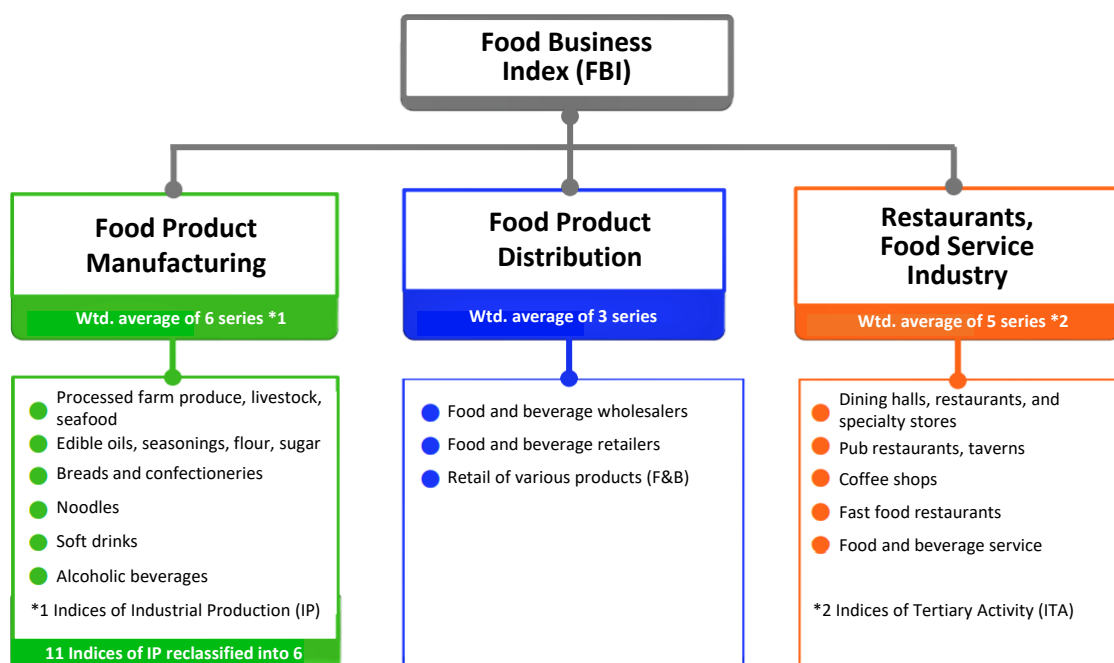 Food Business
Index (FBI)
Food Product
Manufacturing
Wtd. average of 6 series *1
Processed farm produce, livestock,
seafood
Edible oils, seasonings, flour, sugar
Breads and confectioneries
Noodles
Soft drinks
Alcoholic beverages
*1 Indices of Industrial Production (IP)
11 Indices of IP reclassified into 6
Food Product
Distribution
Wtd. average of 3 series
Food and beverage wholesalers
Food and beverage retailers
Retail of various products (F&B)
Restaurants,
Food Service
Industry
Wtd. average of 5 series *2
Dining halls, restaurants, and
specialty stores
Pub restaurants, taverns
Coffee shops
Fast food restaurants
Food and beverage service
*2 Indices of Tertiary Activity (ITA)